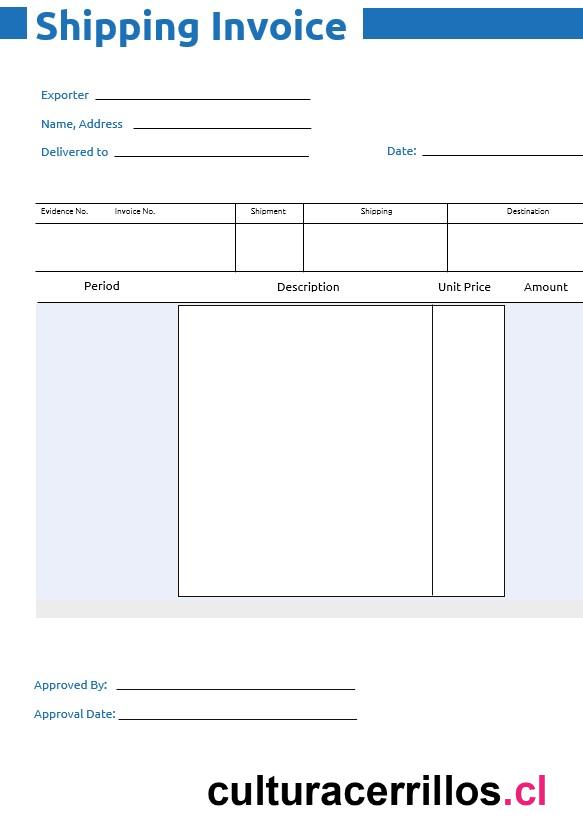 Shipping Invoice
Exporter
Name, Address
Delivered to
Date:
Evidence No. Invoice No. Shipment Shipping Destination
Period Description Unit Price Amount
Approved By:
Approval Date:
culturacerrillos.cl